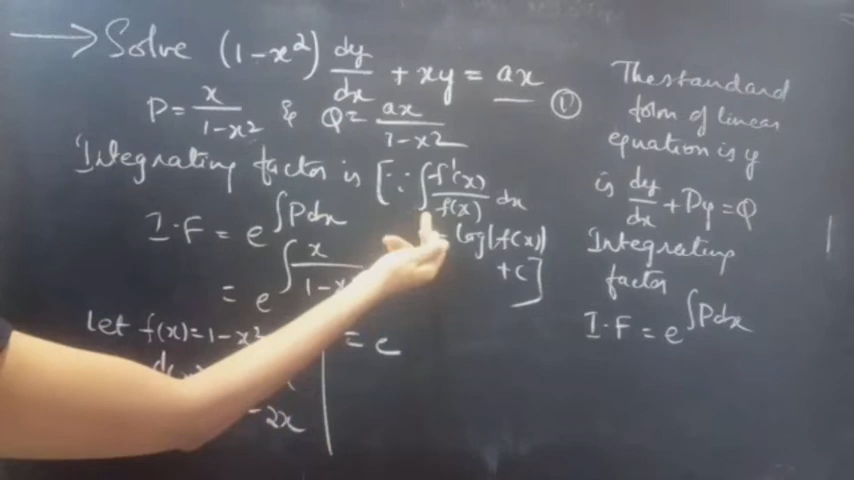 → Solve (1-x²) dy/dx + xy = ax ①
P = x/1-x² & Q = ax/1-x²
Integrating factor is [∵ ∫ f'(x)/f(x) dx
I·F = e^∫Pdx = log|f(x)|
+c]
= e^∫x/1-x
let f(x) = 1-x² = c
-2x
The standard
form of linear
equation is y
is dy/dx + Py = Q
Integrating
factor
I·F = e^∫Pdx